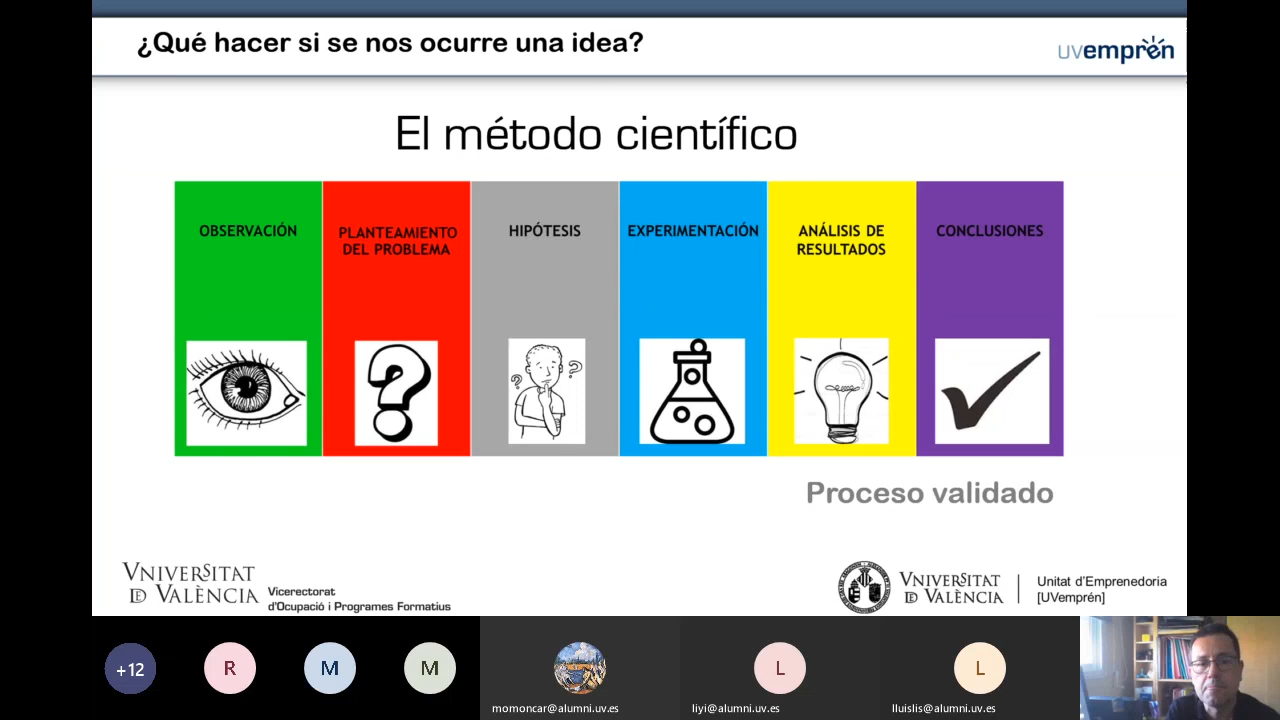 ¿Qué hacer si se nos ocurre una idea?
uvemprén
El método científico
OBSERVACIÓN
PLANTEAMIENTO
DEL PROBLEMA
HIPÓTESIS
EXPERIMENTACIÓN
ANÁLISIS DE
RESULTADOS
CONCLUSIONES
Proceso validado
VNIVERSITAT
DE VALÈNCIA
Vicerectorat
d'Ocupació i Programes Formatius
VNIVERSITAT
DE VALÈNCIA
Unitat d'Emprenedoria
[UVemprén]
+12
R
M
M
momoncar@alumni.uv.es
L
liyi@alumni.uv.es
L
lluislis@alumni.uv.es